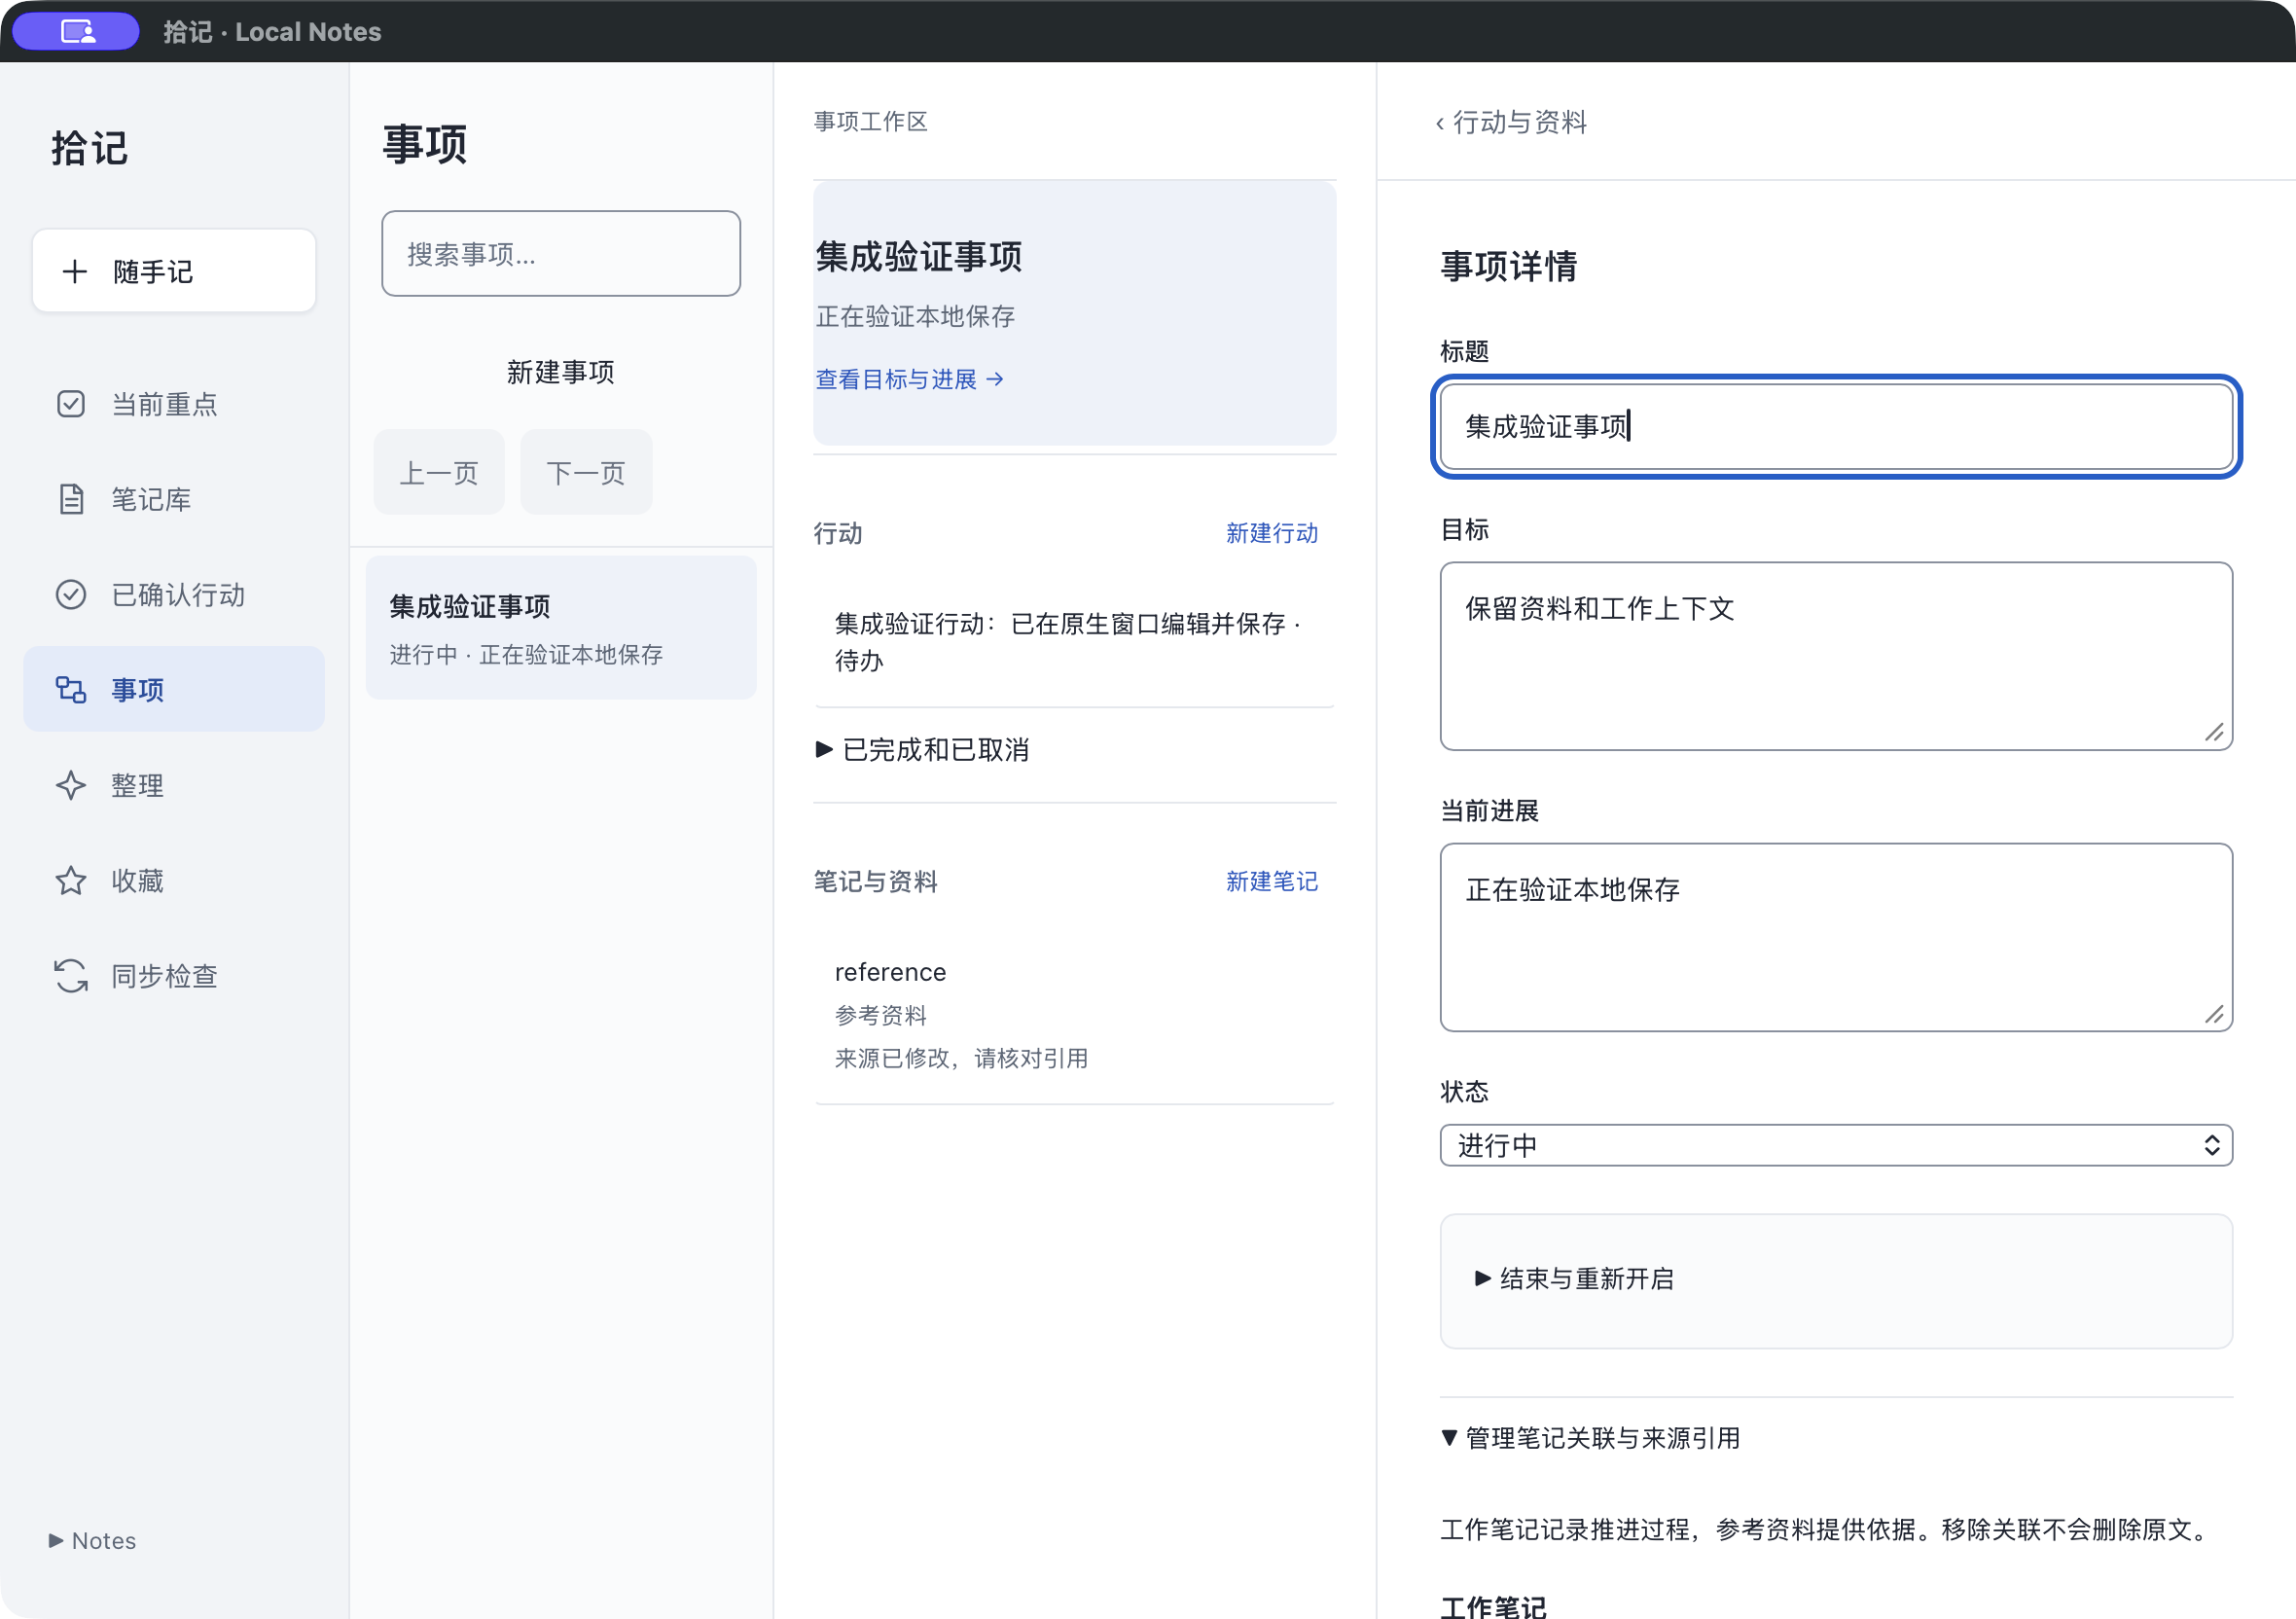 拾记 · Local Notes
拾记
随手记
当前重点
笔记库
已确认行动
事项
整理
收藏
同步检查
Notes
事项
搜索事项...
新建事项
上一页
下一页
集成验证事项
进行中 · 正在验证本地保存
事项工作区
集成验证事项
正在验证本地保存
查看目标与进展 →
行动
新建行动
集成验证行动：已在原生窗口编辑并保存 ·
待办
已完成和已取消
笔记与资料
新建笔记
reference
参考资料
来源已修改，请核对引用
‹ 行动与资料
事项详情
标题
集成验证事项
目标
保留资料和工作上下文
当前进展
正在验证本地保存
状态
进行中
结束与重新开启
管理笔记关联与来源引用
工作笔记记录推进过程，参考资料提供依据。移除关联不会删除原文。
工作笔记